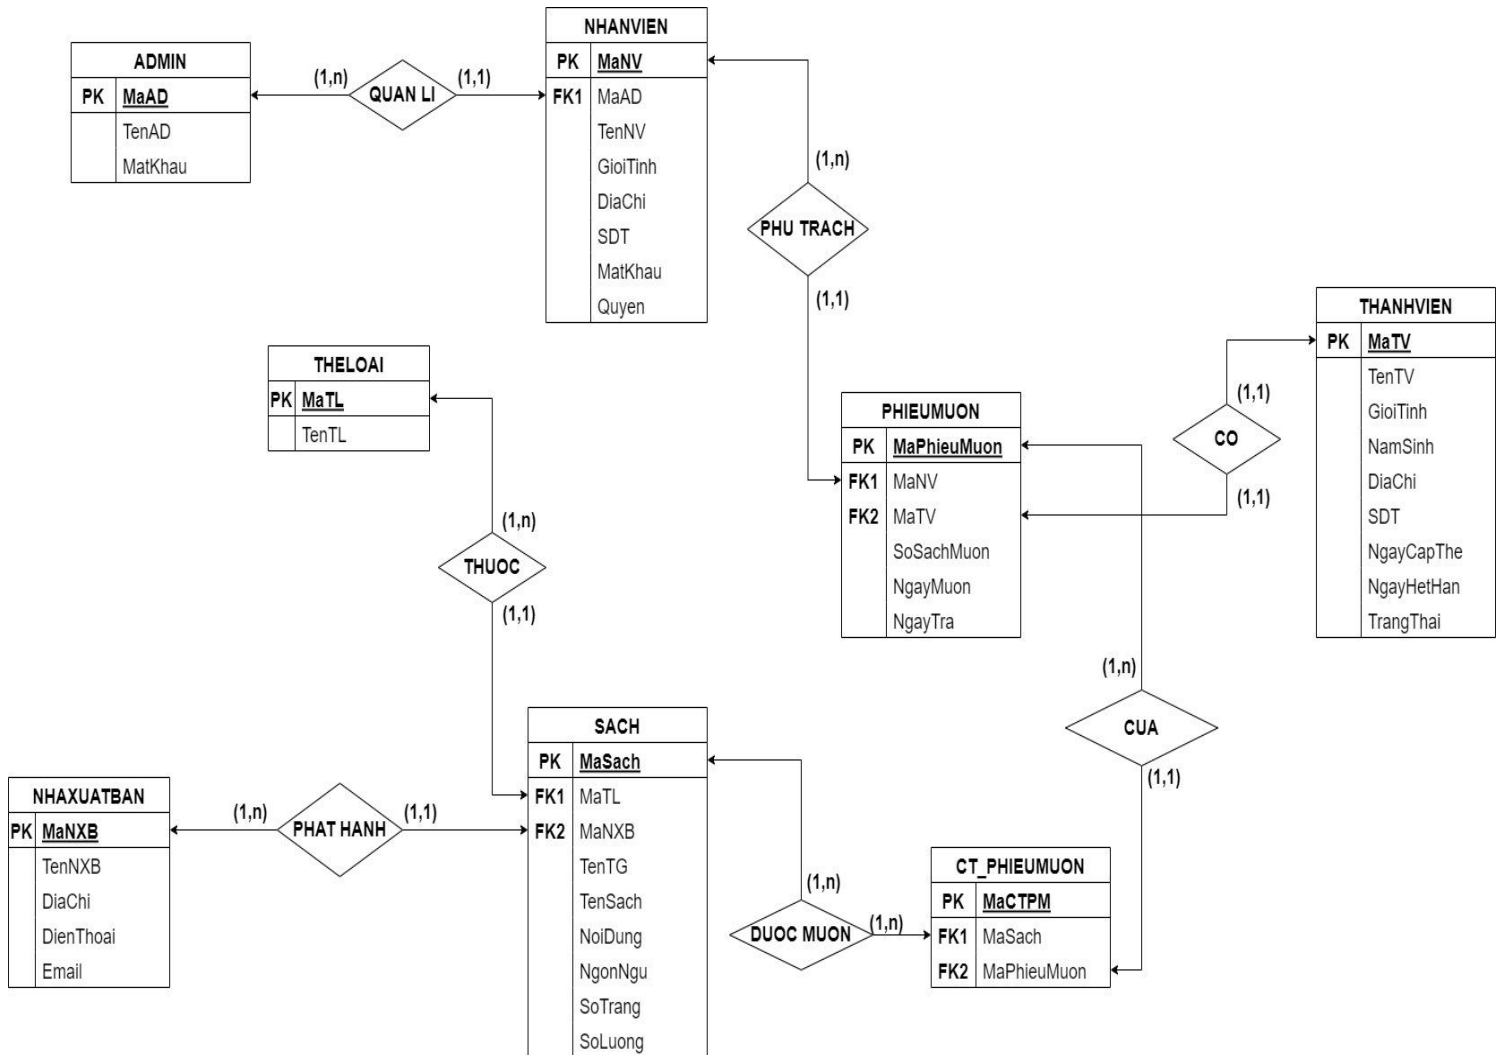 NHANVIEN
PK MaNV
FK1 MaAD
TenNV
GioiTinh
DiaChi
SDT
MatKhau
Quyen
ADMIN
PK MaAD
TenAD
MatKhau
(1,n)
QUAN LI
(1,1)
(1,n)
PHU TRACH
(1,1)
THANHVIEN
PK MaTV
TenTV
GioiTinh
NamSinh
DiaChi
SDT
NgayCapThe
NgayHetHan
TrangThai
THELOAI
PK MaTL
TenTL
PHIEUMUON
PK MaPhieuMuon
FK1 MaNV
FK2 MaTV
SoSachMuon
NgayMuon
NgayTra
(1,1)
CO
(1,1)
(1,n)
THUOC
(1,1)
(1,n)
CUA
(1,1)
SACH
PK MaSach
FK1 MaTL
FK2 MaNXB
TenTG
TenSach
NoiDung
NgonNgu
SoTrang
SoLuong
NHAXUATBAN
PK MaNXB
TenNXB
DiaChi
DienThoai
Email
(1,n)
PHAT HANH
(1,1)
(1,n)
DUOC MUON
(1,n)
CT_PHIEUMUON
PK MaCTPM
FK1 MaSach
FK2 MaPhieuMuon